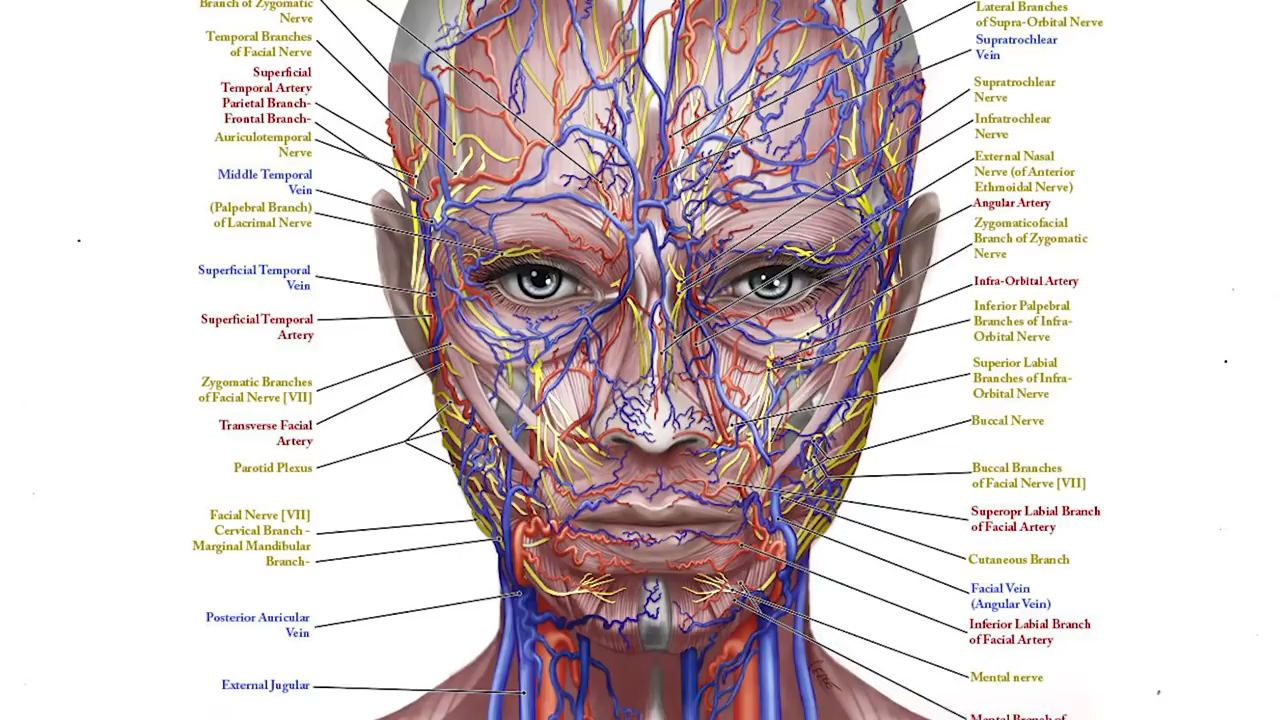 Branch of Zygomatic
Nerve
Temporal Branches
of Facial Nerve
Superficial
Temporal Artery
Parietal Branch-
Frontal Branch-
Auriculotemporal
Nerve
Middle Temporal
Vein
(Palpebral Branch)
of Lacrimal Nerve
Superficial Temporal
Vein
Superficial Temporal
Artery
Zygomatic Branches
of Facial Nerve [VII]
Transverse Facial
Artery
Parotid Plexus
Facial Nerve [VII]
Cervical Branch -
Marginal Mandibular
Branch-
Posterior Auricular
Vein
External Jugular
Lateral Branches
of Supra-Orbital Nerve
Supratrochlear
Vein
Supratrochlear
Nerve
Infratrochlear
Nerve
External Nasal
Nerve (of Anterior
Ethmoidal Nerve)
Angular Artery
Zygomaticofacial
Branch of Zygomatic
Nerve
Infra-Orbital Artery
Inferior Palpebral
Branches of Infra-
Orbital Nerve
Superior Labial
Branches of Infra-
Orbital Nerve
Buccal Nerve
Buccal Branches
of Facial Nerve [VII]
Superopr Labial Branch
of Facial Artery
Cutaneous Branch
Facial Vein
(Angular Vein)
Inferior Labial Branch
of Facial Artery
Mental nerve
Mental Branch of